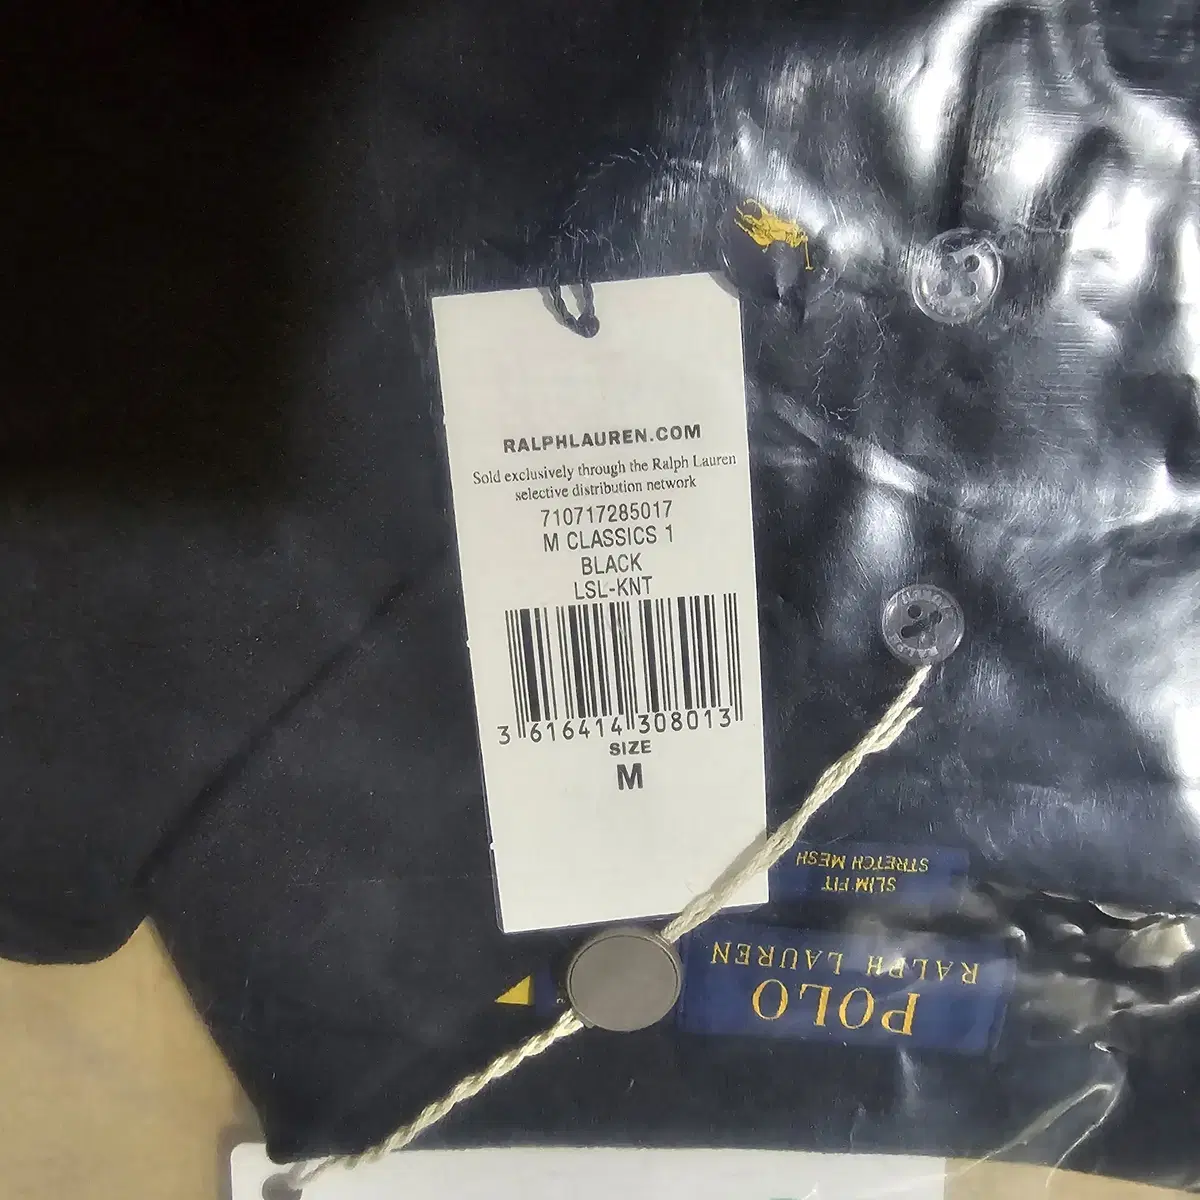 RALPHLAUREN.COM
Sold exclusively through the Ralph Lauren
selective distribution network
710717285017
M CLASSICS 1
BLACK
LSL-KNT
3 616414 308013
SIZE
M
SLIM FIT
STRETCH MESH
POLO
RALPH LAUREN